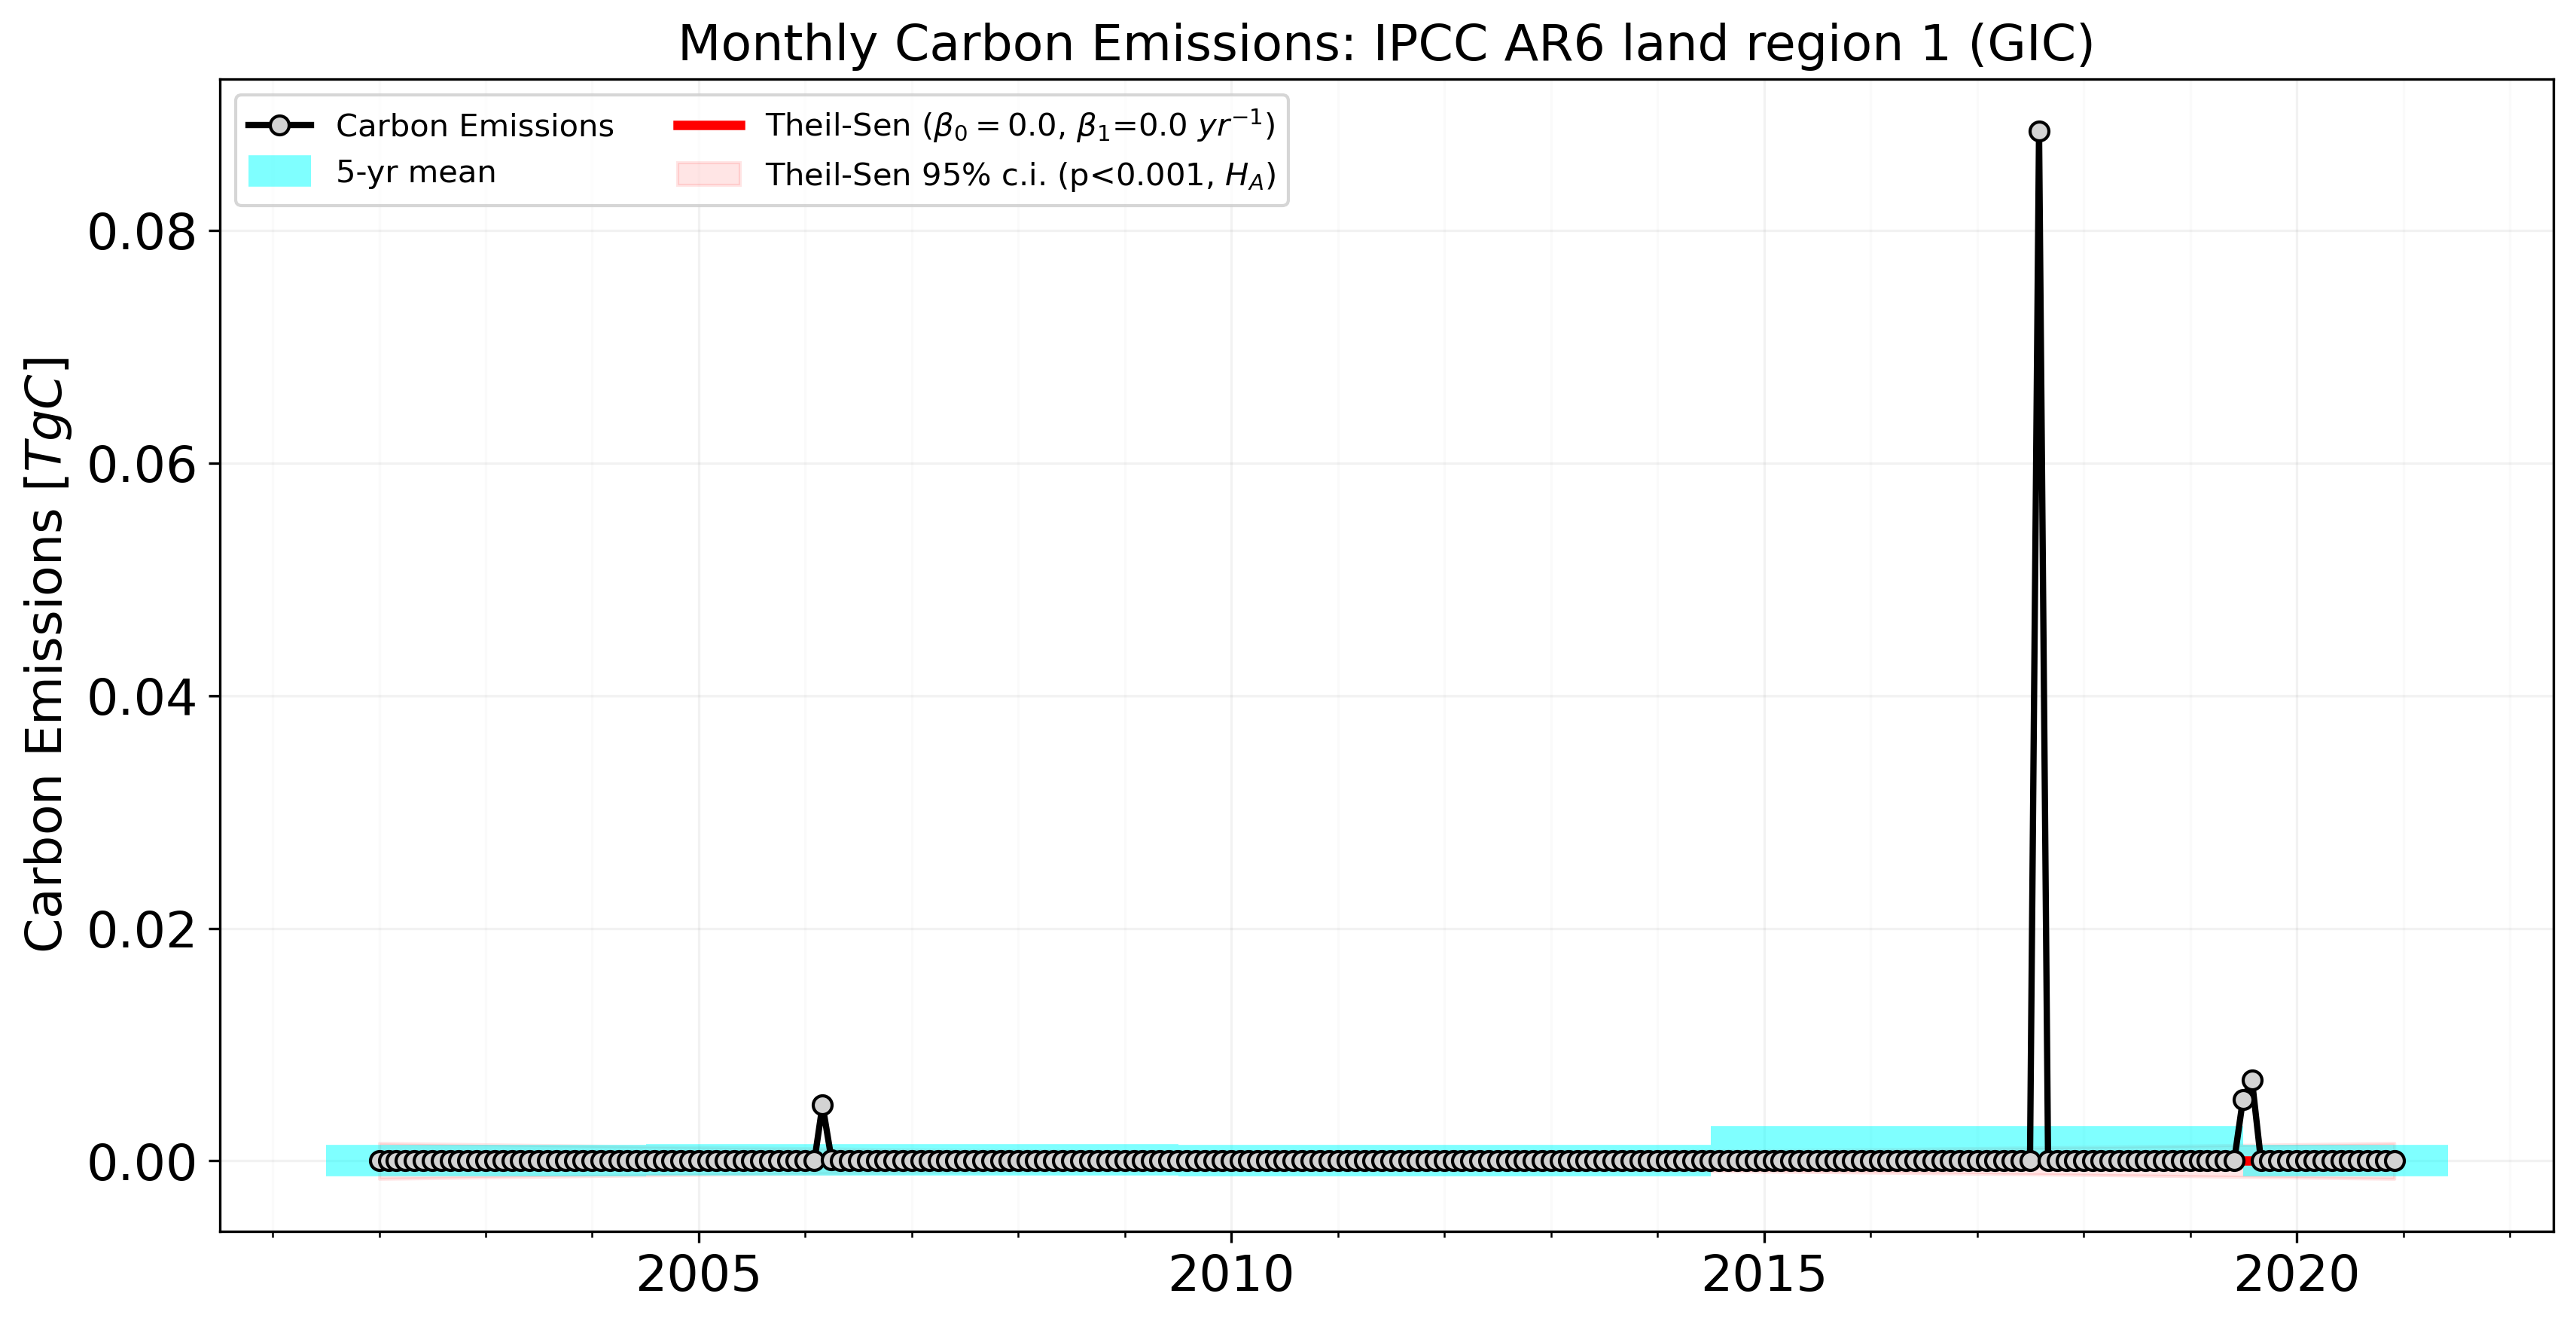 Monthly Carbon Emissions: IPCC AR6 land region 1 (GIC)
Carbon Emissions
5-yr mean
Theil-Sen (β₀ = 0.0, β₁=0.0 yr⁻¹)
Theil-Sen 95% c.i. (p<0.001, H_A)
Carbon Emissions [TgC]
0.08
0.06
0.04
0.02
0.00
2005
2010
2015
2020